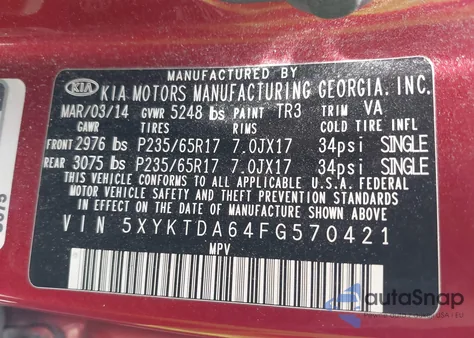 MANUFACTURED BY
KIA KIA MOTORS MANUFACTURING GEORGIA, INC.
MAR/03/14 GVWR 5248 lbs PAINT TR3 TRIM VA
GAWR TIRES RIMS COLD TIRE INFL
FRONT 2976 lbs P235/65R17 7.0JX17 34psi SINGLE
REAR 3075 lbs P235/65R17 7.0JX17 34psi SINGLE
THIS VEHICLE CONFORMS TO ALL APPLICABLE U.S.A. FEDERAL
MOTOR VEHICLE SAFETY, BUMPER, AND THEFT PREVENTION STANDARDS
IN EFFECT ON THE DATE OF MANUFACTURE SHOWN ABOVE.
VIN 5XYKTDA64FG570421
MPV
autoSnap